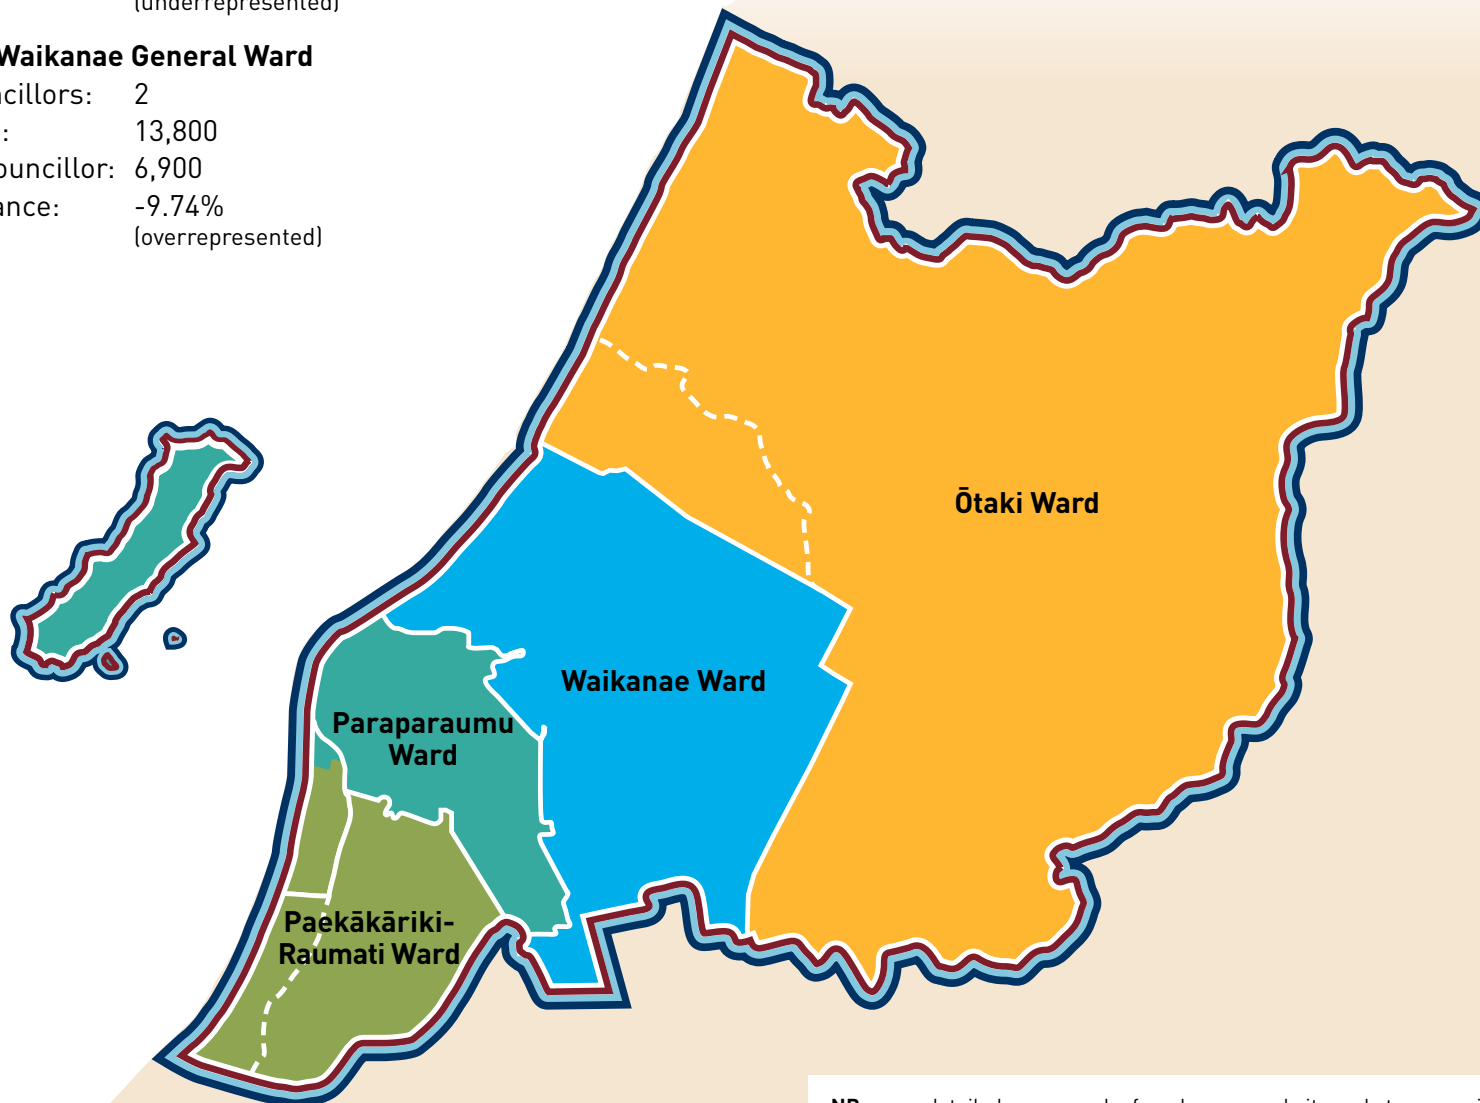 (underrepresented)
Waikanae General Ward
2
13,800
6,900
-9.74%
(overrepresented)
Ōtaki Ward
Waikanae Ward
Paraparaumu
Ward
Paekākāriki-
Raumati Ward